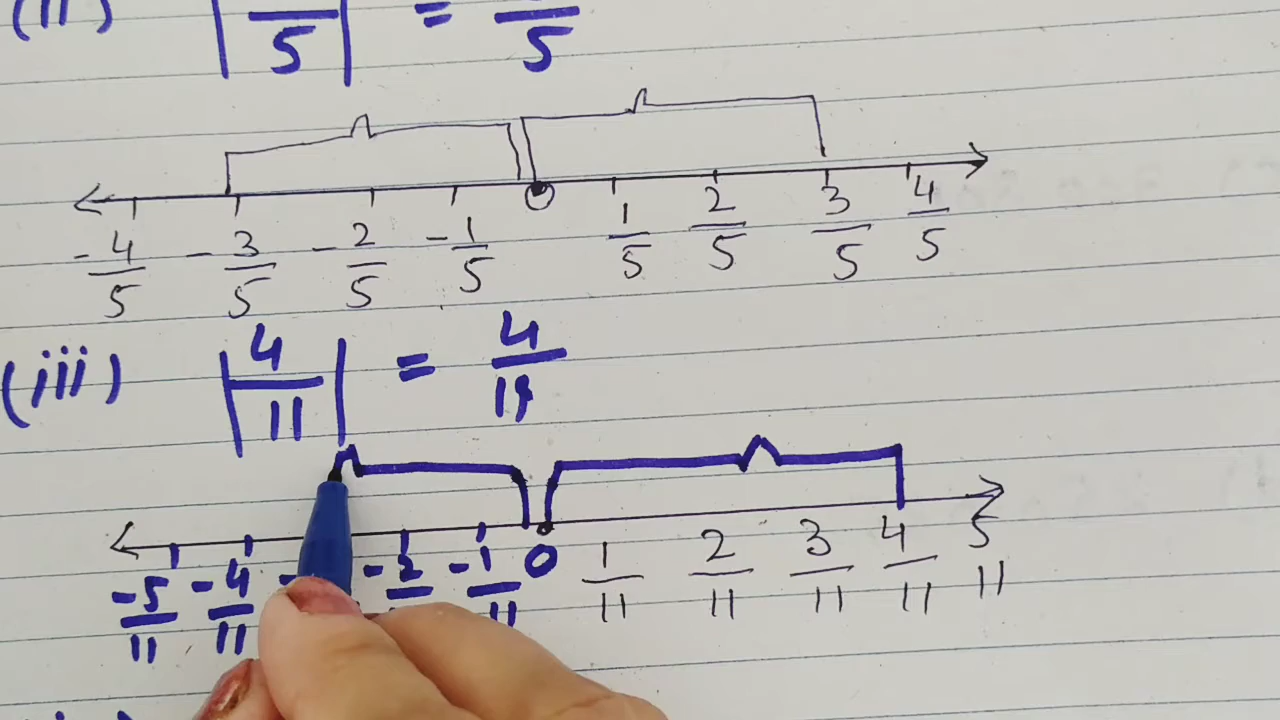 (ii) | /5| = /5
-4/5 -3/5 -2/5 -1/5 0 1/5 2/5 3/5 4/5
(iii) |4/11| = 4/11
-5/11 -4/11 - -2/ -1/11 0 1/11 2/11 3/11 4/11 5/11